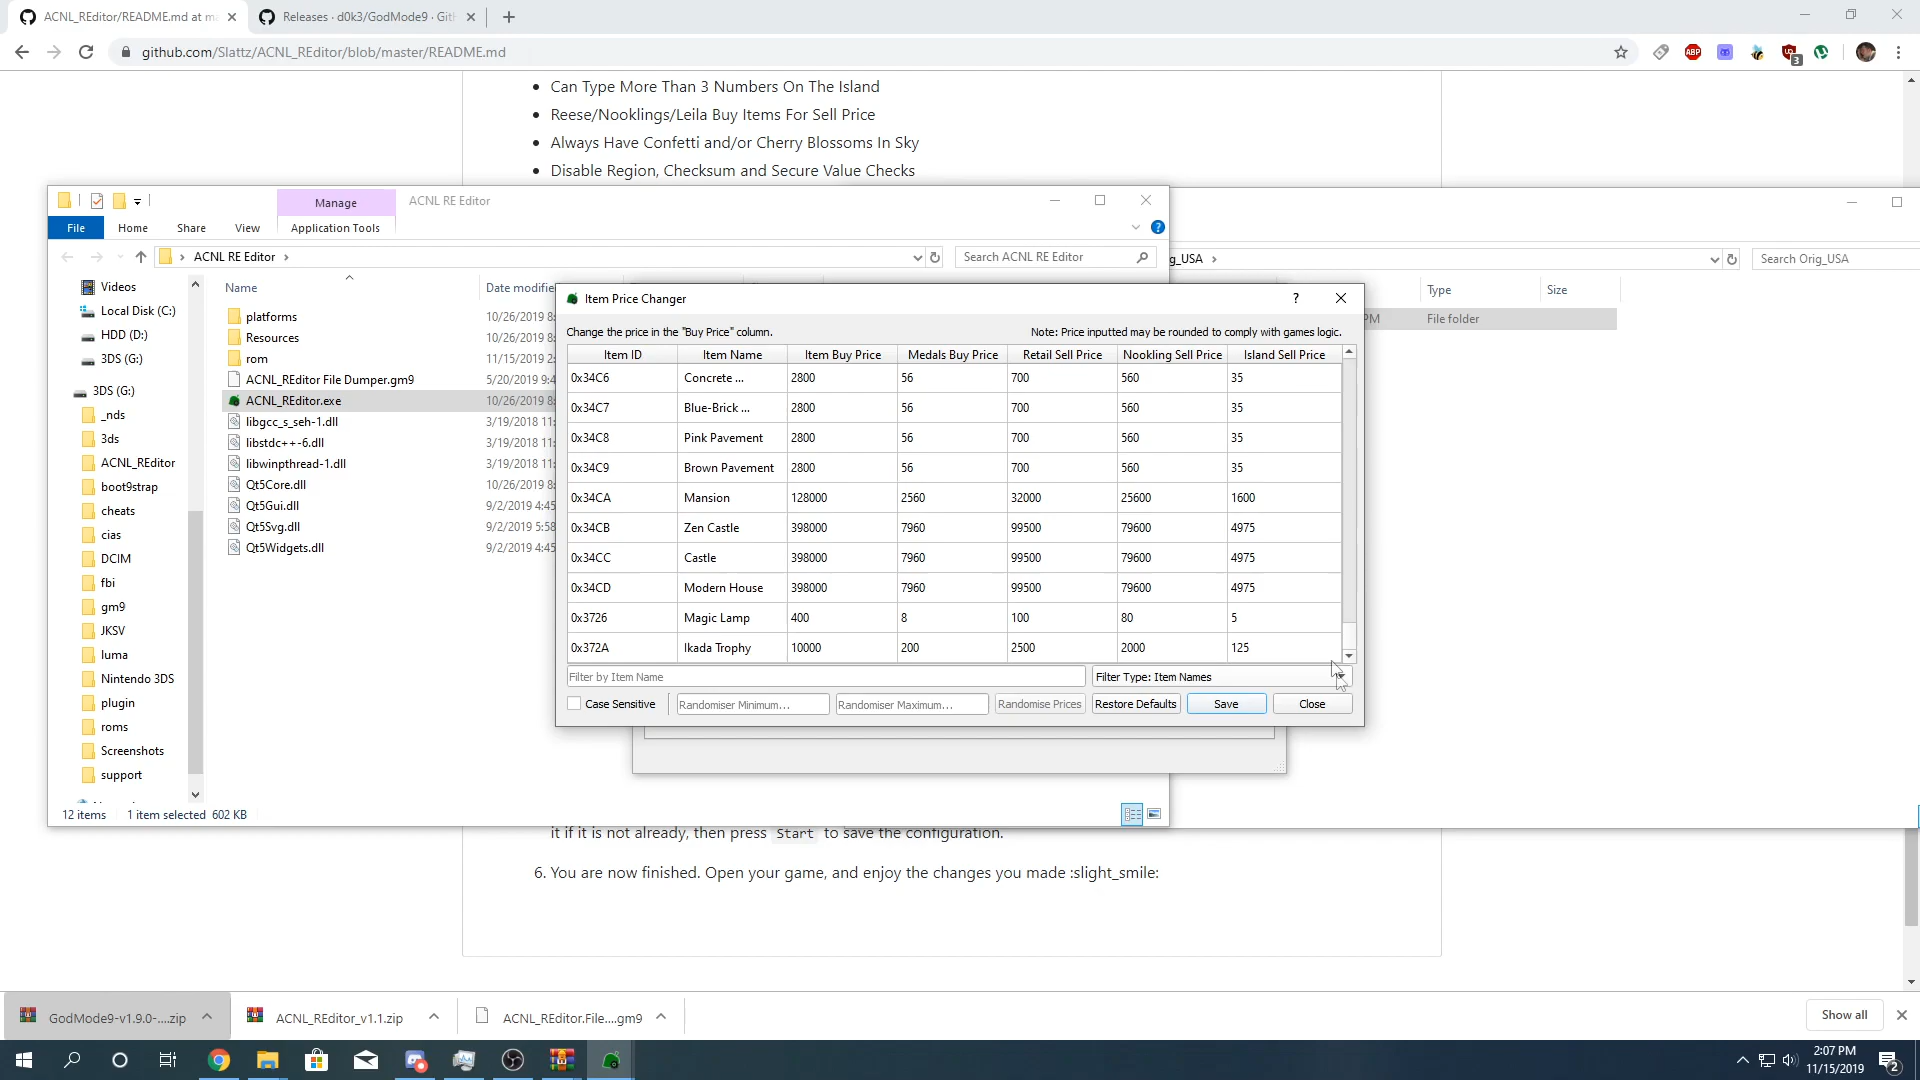 ACNL_REditor/README.md at ma
Releases · d0k3/GodMode9 · Gith
github.com/Slattz/ACNL_REditor/blob/master/README.md
ABP
3
Can Type More Than 3 Numbers On The Island
Reese/Nooklings/Leila Buy Items For Sell Price
Always Have Confetti and/or Cherry Blossoms In Sky
Disable Region, Checksum and Secure Value Checks
Manage
ACNL RE Editor
File
Home
Share
View
Application Tools
ACNL RE Editor
Search ACNL RE Editor
g_USA
Search Orig_USA
Videos
Local Disk (C:)
HDD (D:)
3DS (G:)
3DS (G:)
_nds
3ds
ACNL_REditor
boot9strap
cheats
cias
DCIM
fbi
gm9
JKSV
luma
Nintendo 3DS
plugin
roms
Screenshots
support
Name
Date modifie
platforms 10/26/2019 8:
Resources 10/26/2019 8:
rom 11/15/2019 2:
ACNL_REditor File Dumper.gm9 5/20/2019 9:4
ACNL_REditor.exe 10/26/2019 8:
libgcc_s_seh-1.dll 3/19/2018 11:
libstdc++-6.dll 3/19/2018 11:
libwinpthread-1.dll 3/19/2018 11:
Qt5Core.dll 10/26/2019 8:
Qt5Gui.dll 9/2/2019 4:45
Qt5Svg.dll 9/2/2019 5:58
Qt5Widgets.dll 9/2/2019 4:45
12 items 1 item selected 602 KB
Type
Size
PM
File folder
Item Price Changer
?
Change the price in the "Buy Price" column.
Note: Price inputted may be rounded to comply with games logic.
Item ID Item Name Item Buy Price Medals Buy Price Retail Sell Price Nookling Sell Price Island Sell Price
0x34C6 Concrete ... 2800 56 700 560 35
0x34C7 Blue-Brick ... 2800 56 700 560 35
0x34C8 Pink Pavement 2800 56 700 560 35
0x34C9 Brown Pavement 2800 56 700 560 35
0x34CA Mansion 128000 2560 32000 25600 1600
0x34CB Zen Castle 398000 7960 99500 79600 4975
0x34CC Castle 398000 7960 99500 79600 4975
0x34CD Modern House 398000 7960 99500 79600 4975
0x3726 Magic Lamp 400 8 100 80 5
0x372A Ikada Trophy 10000 200 2500 2000 125
Filter by Item Name
Filter Type: Item Names
Case Sensitive
Randomiser Minimum...
Randomiser Maximum...
Randomise Prices
Restore Defaults
Save
Close
it if it is not already, then press Start to save the configuration.
6. You are now finished. Open your game, and enjoy the changes you made :slight_smile:
GodMode9-v1.9.0-....zip
ACNL_REditor_v1.1.zip
ACNL_REditor.File....gm9
Show all
2:07 PM
11/15/2019
2